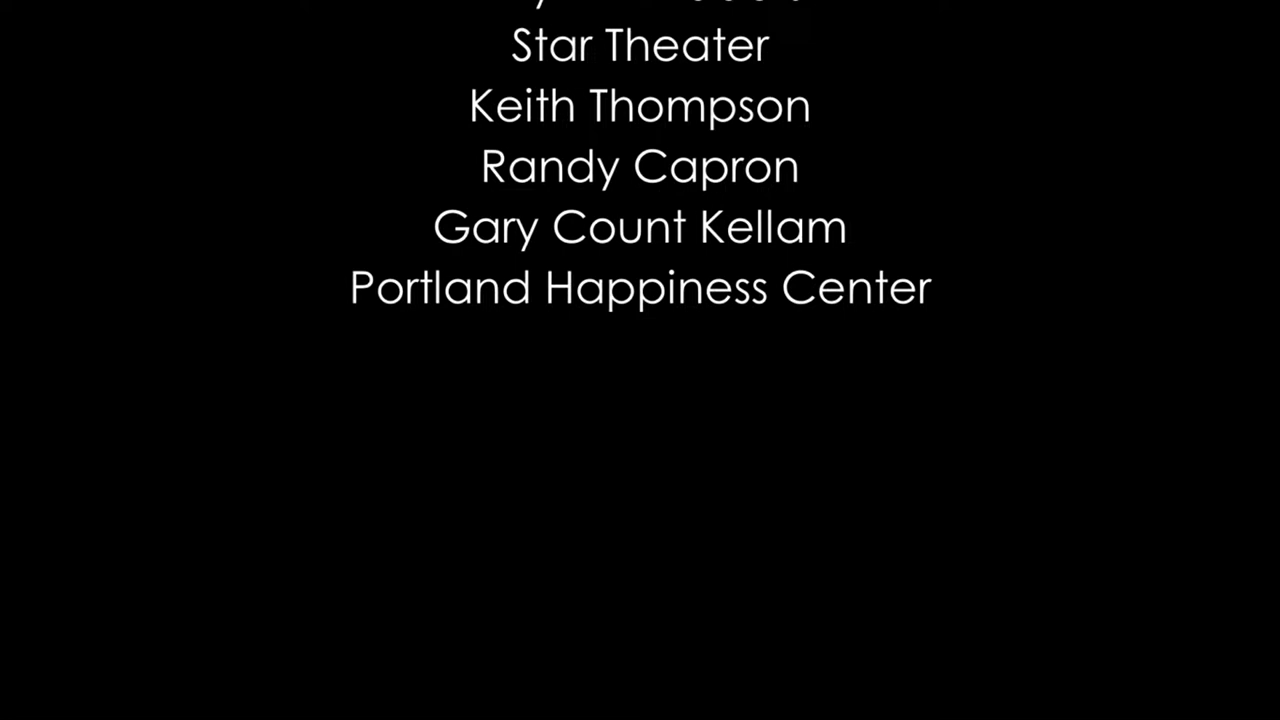 Star Theater
Keith Thompson
Randy Capron
Gary Count Kellam
Portland Happiness Center